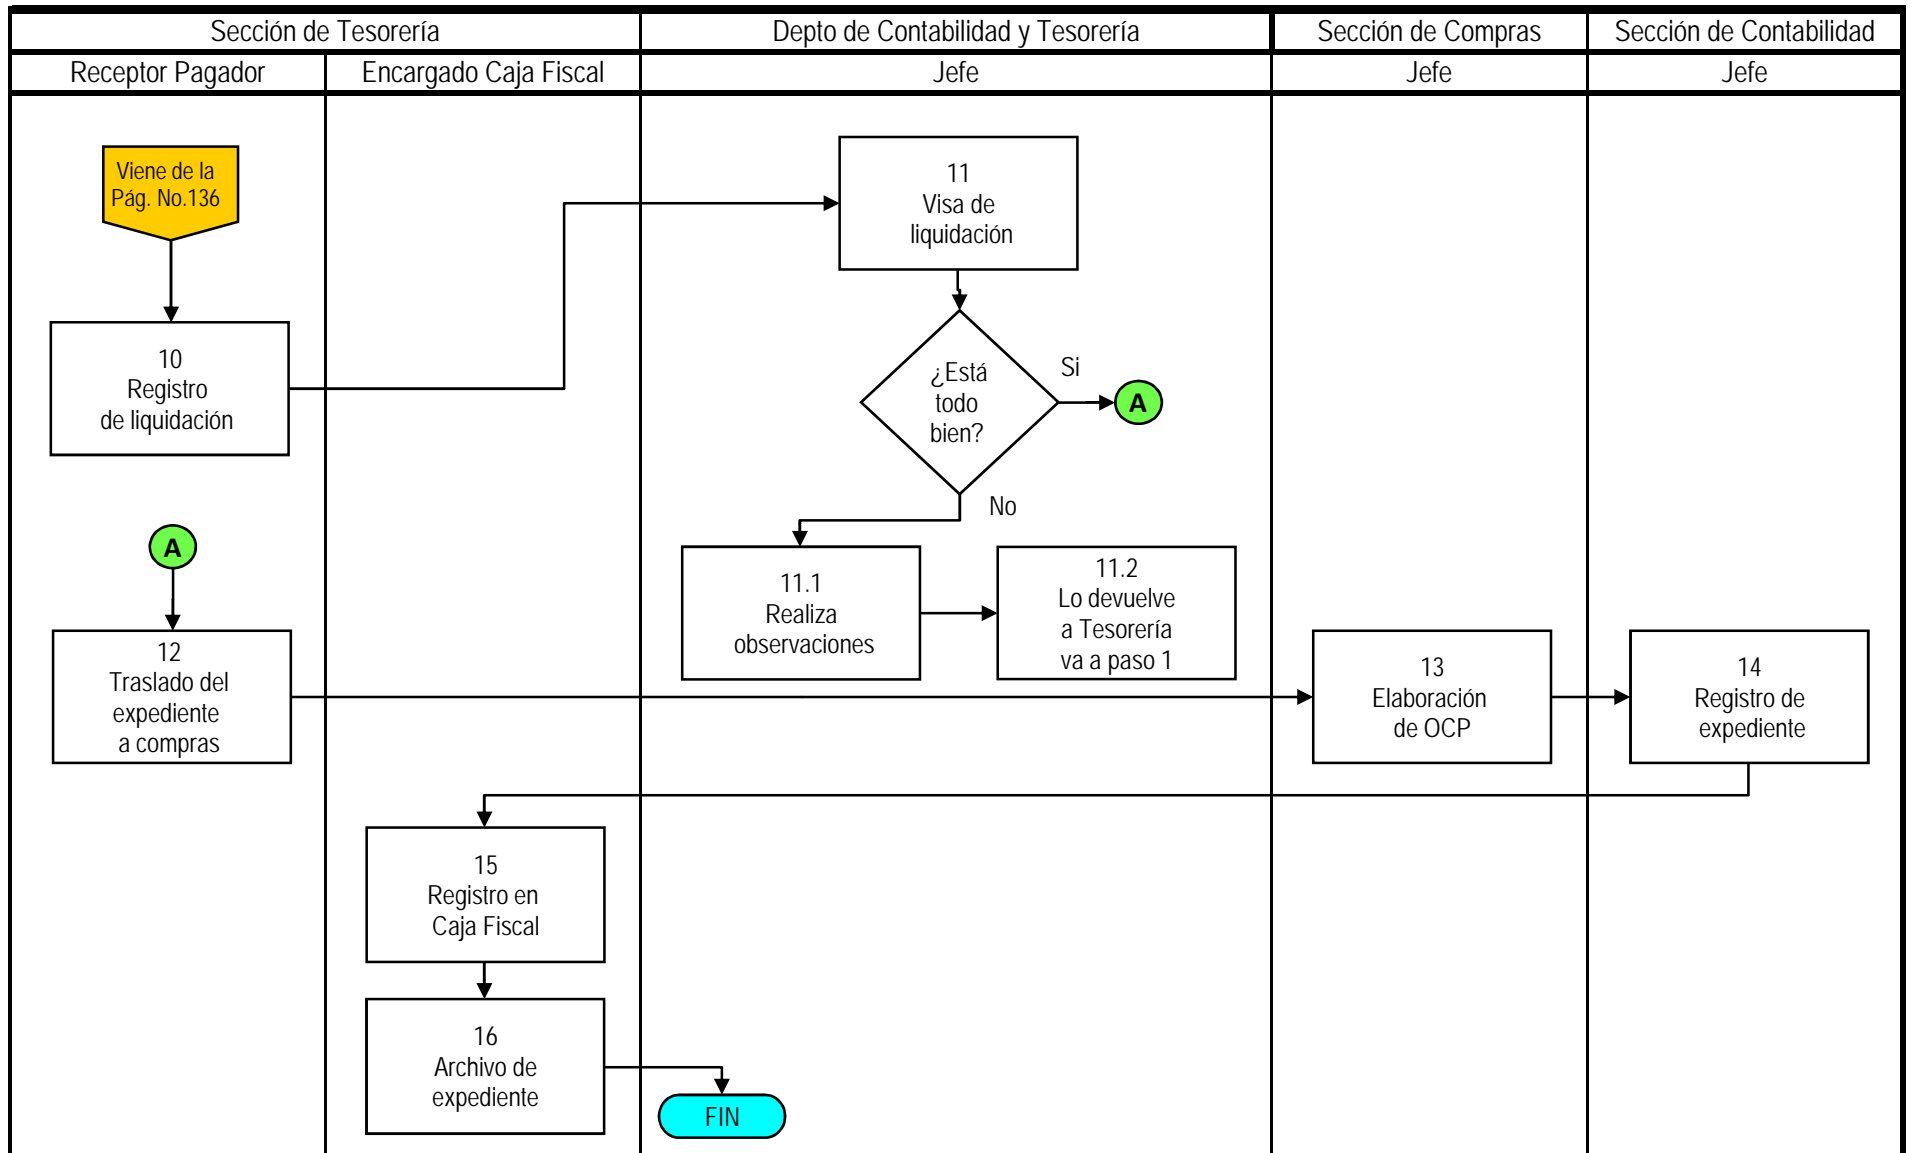 Sección de Tesorería
Depto de Contabilidad y Tesorería
Sección de Compras
Sección de Contabilidad
Receptor Pagador
Encargado Caja Fiscal
Jefe
Jefe
Jefe
Viene de la
Pág. No.136
10
Registro
de liquidación
11
Visa de
liquidación
¿Está
todo
bien?
Si
A
No
11.1
Realiza
observaciones
11.2
Lo devuelve
a Tesorería
va a paso 1
A
12
Traslado del
expediente
a compras
13
Elaboración
de OCP
14
Registro de
expediente
15
Registro en
Caja Fiscal
16
Archivo de
expediente
FIN